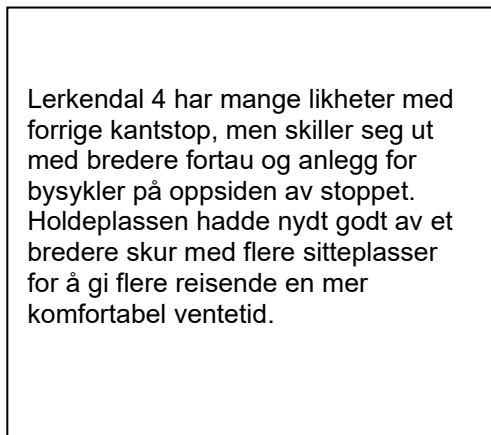 Lerkendal 4 har mange likheter med
forrige kantstop, men skiller seg ut
med bredere fortau og anlegg for
bysykler på oppsiden av stoppet.
Holdeplassen hadde nydt godt av et
bredere skur med flere sitteplasser
for å gi flere reisende en mer
komfortabel ventetid.